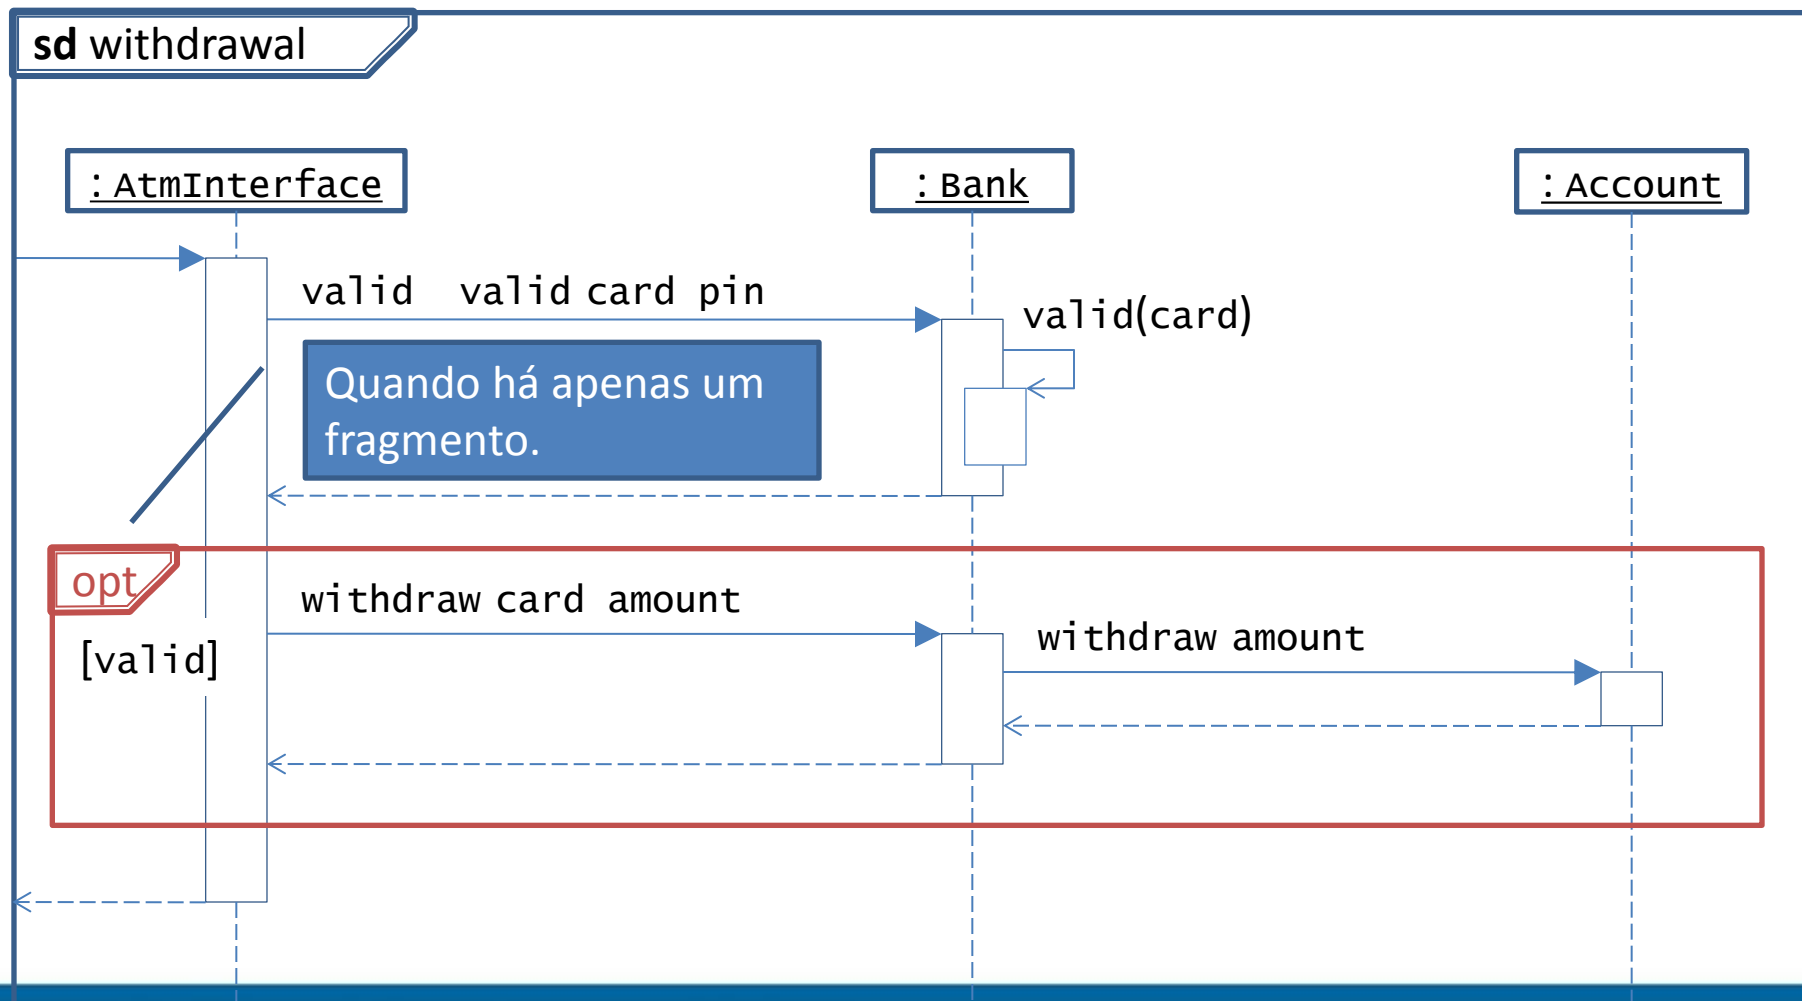 sd withdrawal
: AtmInterface
: Bank
: Account
valid valid card pin
valid(card)
Quando há apenas um
fragmento.
opt
withdraw card amount
[valid]
withdraw amount